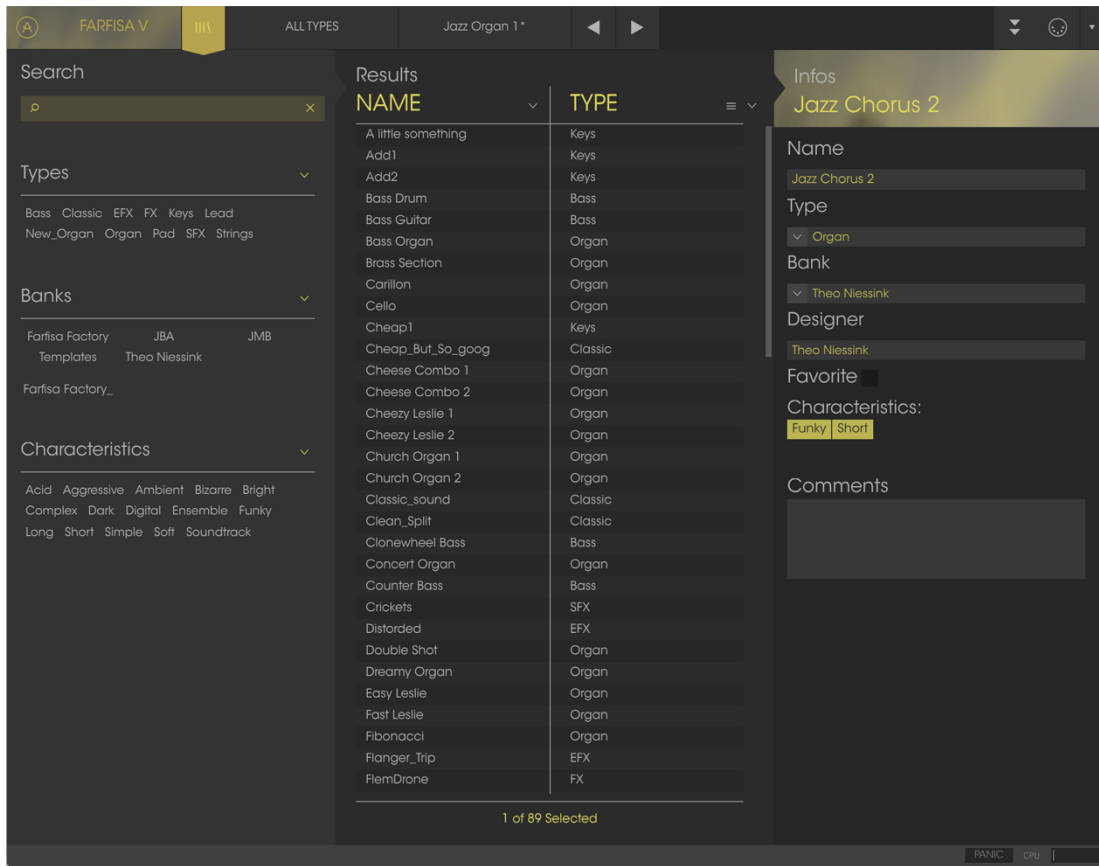 A FARFISA V ALL TYPES Jazz Organ 1*
Search
Types
Bass Classic EFX FX Keys Lead
New_Organ Organ Pad SFX Strings
Banks
Farfisa Factory JBA JMB
Templates Theo Niessink
Farfisa Factory_
Characteristics
Acid Aggressive Ambient Bizarre Bright
Complex Dark Digital Ensemble Funky
Long Short Simple Soft Soundtrack
Results
NAME TYPE
A little something Keys
Add1 Keys
Add2 Keys
Bass Drum Bass
Bass Guitar Bass
Bass Organ Organ
Brass Section Organ
Carillon Organ
Cello Organ
Cheap1 Keys
Cheap_But_So_goog Classic
Cheese Combo 1 Organ
Cheese Combo 2 Organ
Cheezy Leslie 1 Organ
Cheezy Leslie 2 Organ
Church Organ 1 Organ
Church Organ 2 Organ
Classic_sound Classic
Clean_Split Classic
Clonewheel Bass Bass
Concert Organ Organ
Counter Bass Bass
Crickets SFX
Distorded EFX
Double Shot Organ
Dreamy Organ Organ
Easy Leslie Organ
Fast Leslie Organ
Fibonacci Organ
Flanger_Trip EFX
FlemDrone FX
1 of 89 Selected
Infos
Jazz Chorus 2
Name
Jazz Chorus 2
Type
Organ
Bank
Theo Niessink
Designer
Theo Niessink
Favorite
Characteristics:
Funky Short
Comments
PANIC CPU